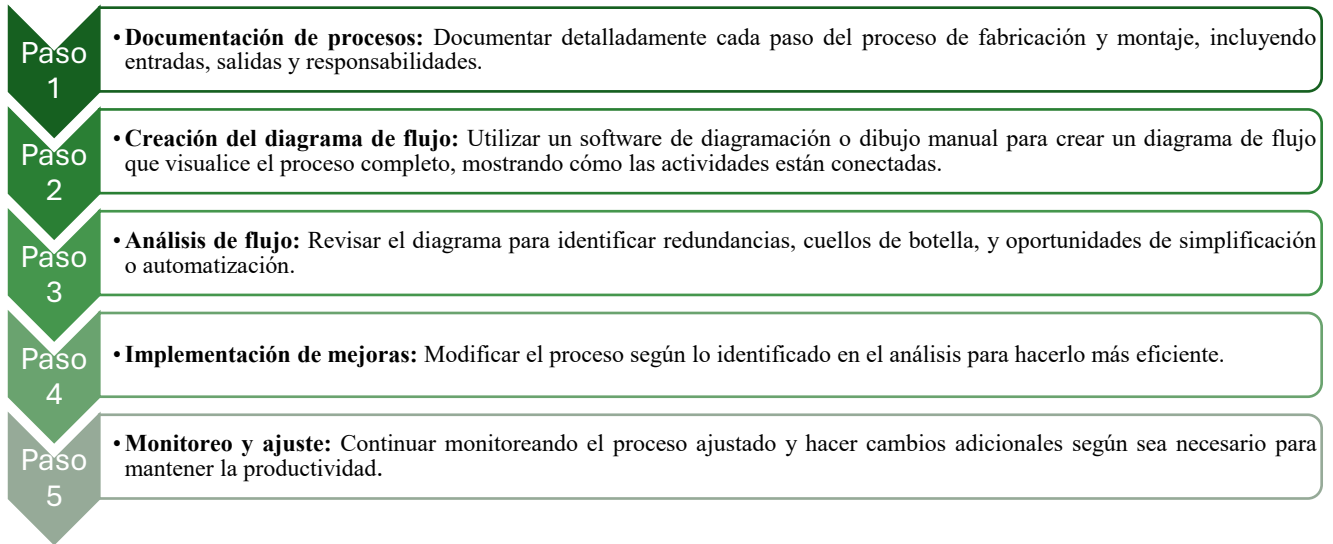 Paso
1
• Documentación de procesos: Documentar detalladamente cada paso del proceso de fabricación y montaje, incluyendo
entradas, salidas y responsabilidades.
Paso
2
• Creación del diagrama de flujo: Utilizar un software de diagramación o dibujo manual para crear un diagrama de flujo
que visualice el proceso completo, mostrando cómo las actividades están conectadas.
Paso
3
• Análisis de flujo: Revisar el diagrama para identificar redundancias, cuellos de botella, y oportunidades de simplificación
o automatización.
Paso
4
• Implementación de mejoras: Modificar el proceso según lo identificado en el análisis para hacerlo más eficiente.
Paso
5
• Monitoreo y ajuste: Continuar monitoreando el proceso ajustado y hacer cambios adicionales según sea necesario para
mantener la productividad.